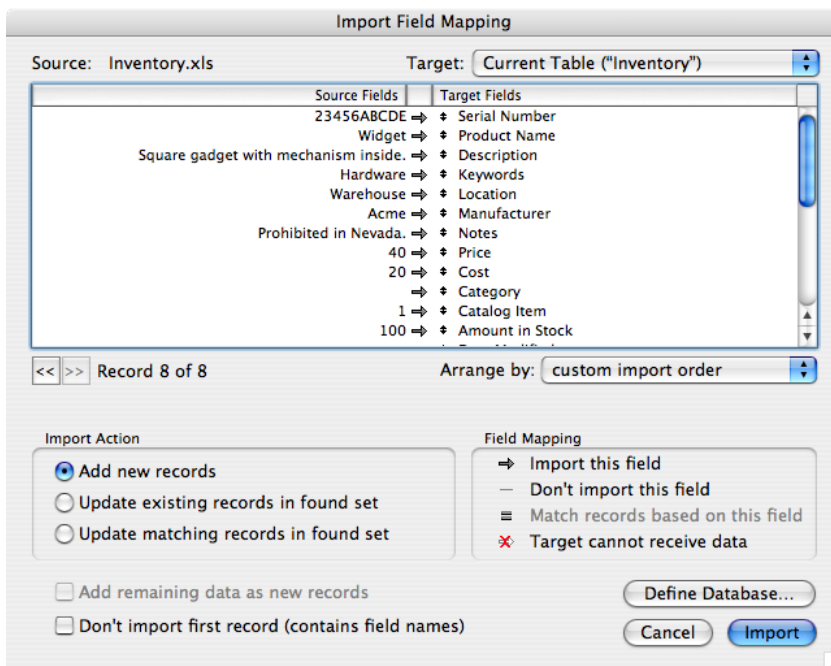 Import Field Mapping
Source: Inventory.xls Target: Current Table ("Inventory")
Source Fields Target Fields
23456ABCDE Serial Number
Widget Product Name
Square gadget with mechanism inside. Description
Hardware Keywords
Warehouse Location
Acme Manufacturer
Prohibited in Nevada. Notes
40 Price
20 Cost
Category
1 Catalog Item
100 Amount in Stock
<< >> Record 8 of 8 Arrange by: custom import order
Import Action
Add new records
Update existing records in found set
Update matching records in found set
Field Mapping
Import this field
Don't import this field
Match records based on this field
Target cannot receive data
Add remaining data as new records
Don't import first record (contains field names)
Define Database...
Cancel Import